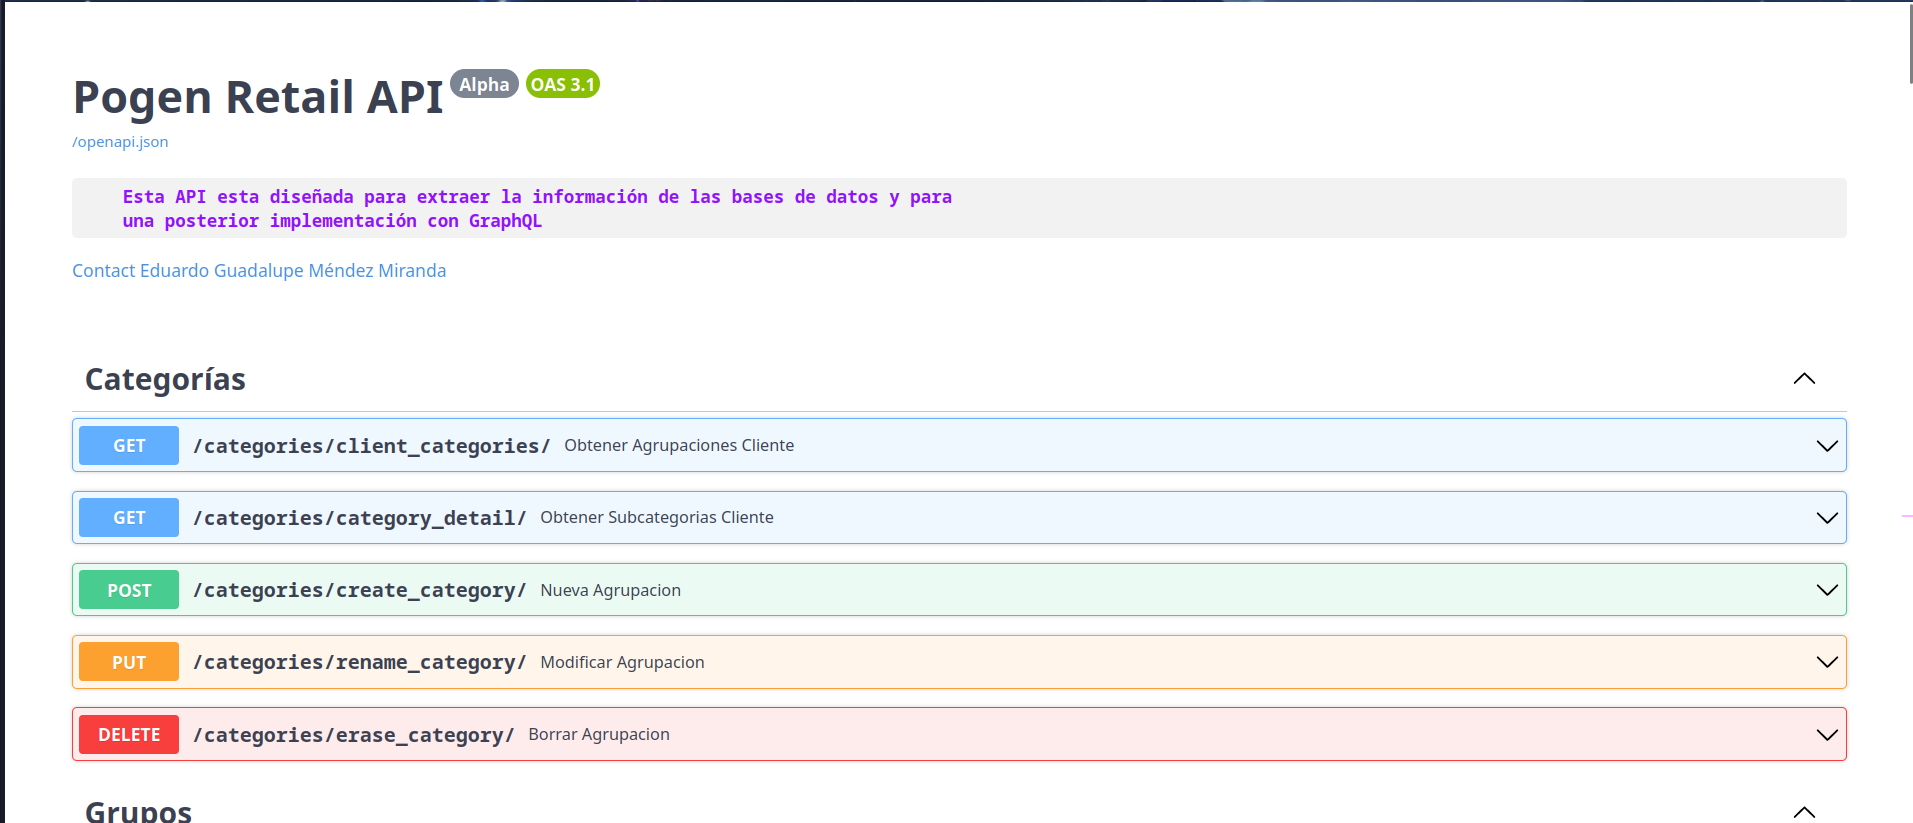 Pogen Retail API Alpha OAS 3.1
/openapi.json
Esta API esta diseñada para extraer la información de las bases de datos y para
una posterior implementación con GraphQL
Contact Eduardo Guadalupe Méndez Miranda
Categorías
GET /categories/client_categories/ Obtener Agrupaciones Cliente
GET /categories/category_detail/ Obtener Subcategorias Cliente
POST /categories/create_category/ Nueva Agrupacion
PUT /categories/rename_category/ Modificar Agrupacion
DELETE /categories/erase_category/ Borrar Agrupacion
Grupos